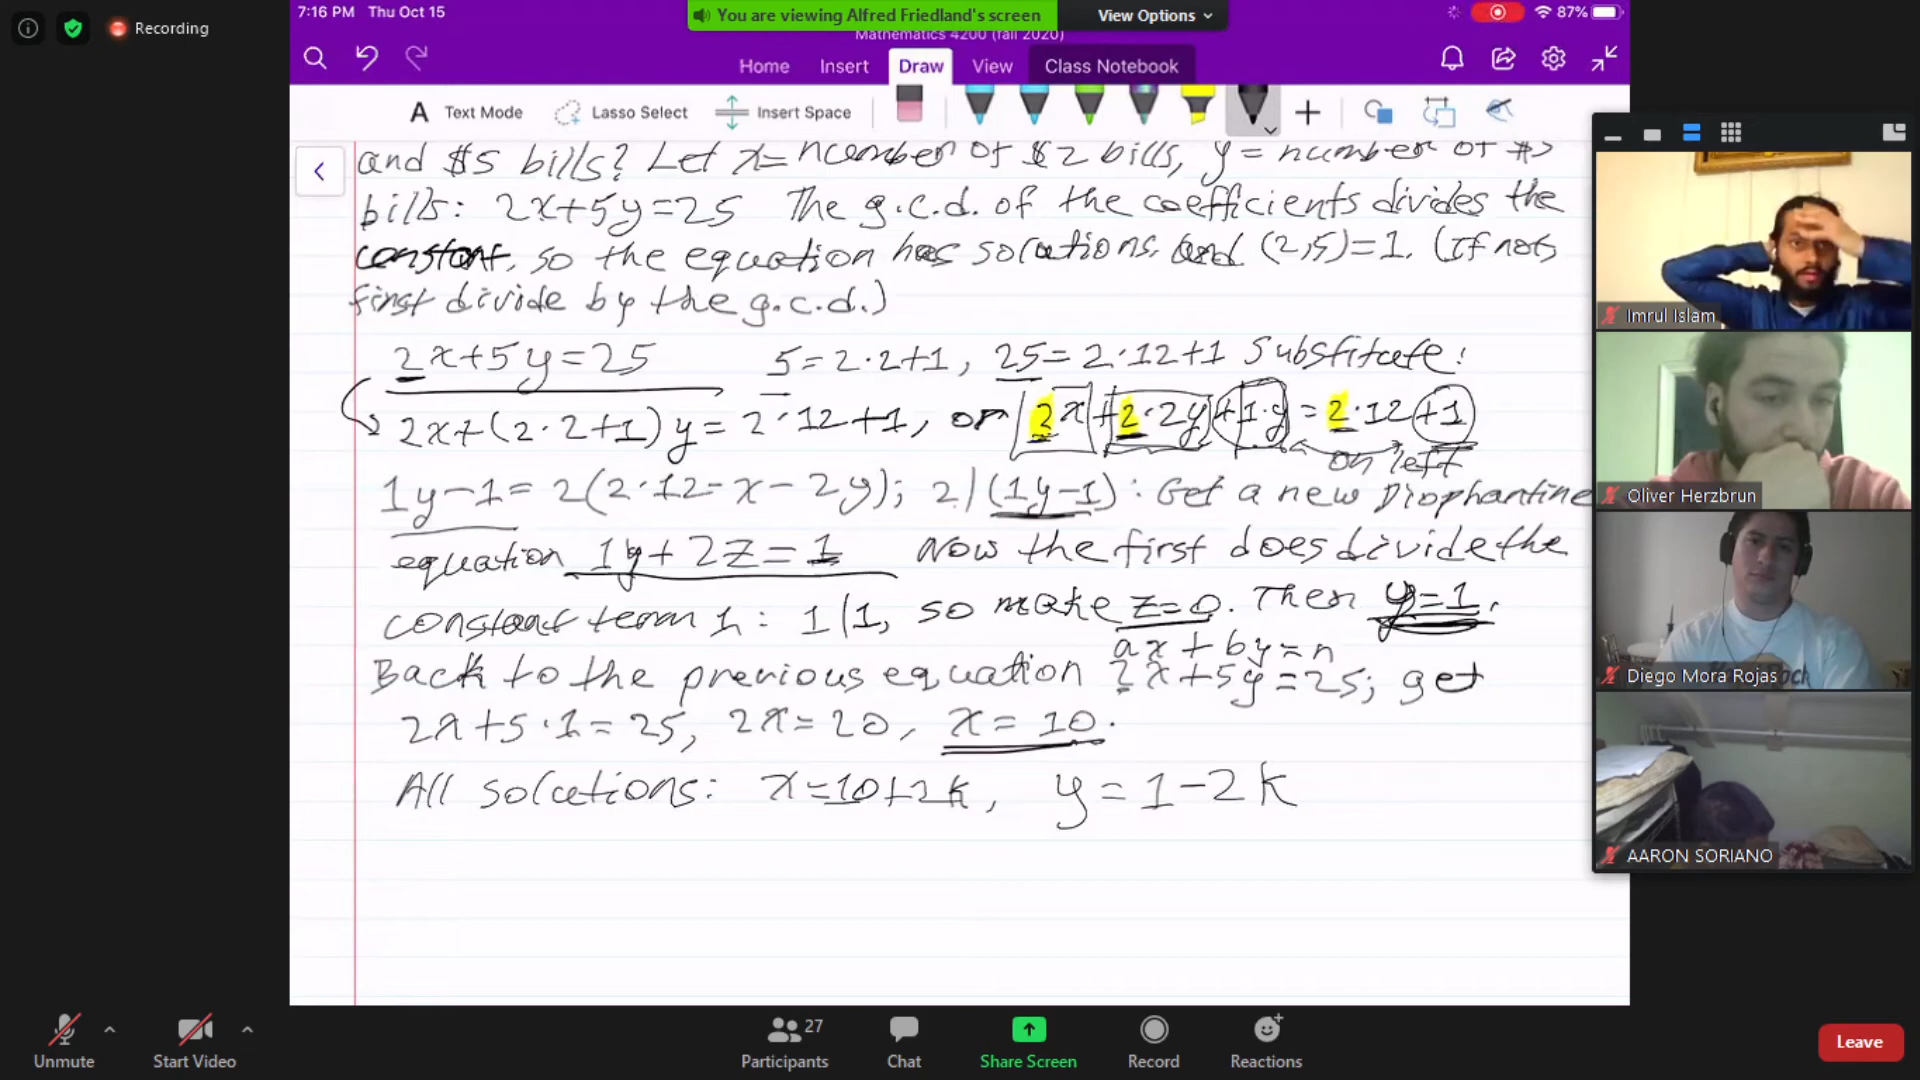 7:16 PM Thu Oct 15
You are viewing Alfred Friedland's screen
View Options
87%
Recording
Mathematics 4200 (fall 2020)
Home Insert Draw View Class Notebook
A Text Mode Lasso Select Insert Space
and $5 bills? Let x = number of $2 bills, y = number of $5
bills: 2x+5y=25 The g.c.d. of the coefficients divides the
constant, so the equation has solutions. and (2,5)=1. (If not,
first divide by the g.c.d.)
2x+5y=25 5=2·2+1, 25=2·12+1 Substitute:
2x+(2·2+1)y=2·12+1, or 2x+2·2y+1·y=2·12+1
on left
1y-1=2(2·12-x-2y); 2|(1y-1): Get a new Diophantine
equation 1y+2z=1 Now the first does divide the
constant term 1: 1|1, so make z=0. Then y=1.
ax+by=n
Back to the previous equation 2x+5y=25; get
2x+5·1=25, 2x=20, x=10.
All solutions: x=10+2k, y=1-2k
Imrul Islam
Oliver Herzbrun
Diego Mora Rojas
AARON SORIANO
Unmute
Start Video
27
Participants
Chat
Share Screen
Record
Reactions
Leave